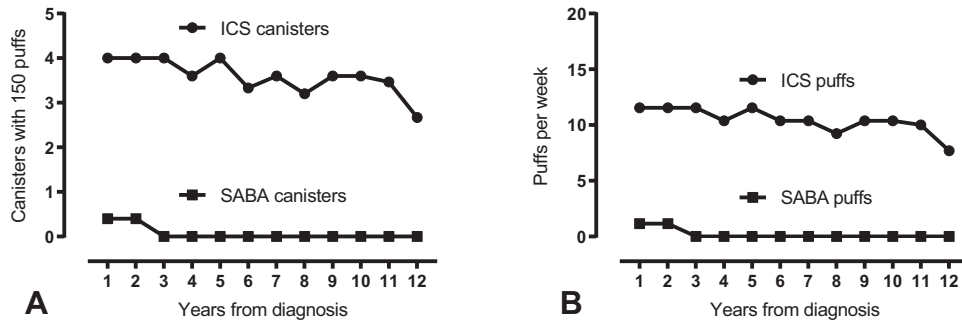 Canisters with 150 puffs
5
4
3
2
1
0
ICS canisters
SABA canisters
1 2 3 4 5 6 7 8 9 10 11 12
Years from diagnosis
A
Puffs per week
20
15
10
5
0
ICS puffs
SABA puffs
1 2 3 4 5 6 7 8 9 10 11 12
Years from diagnosis
B